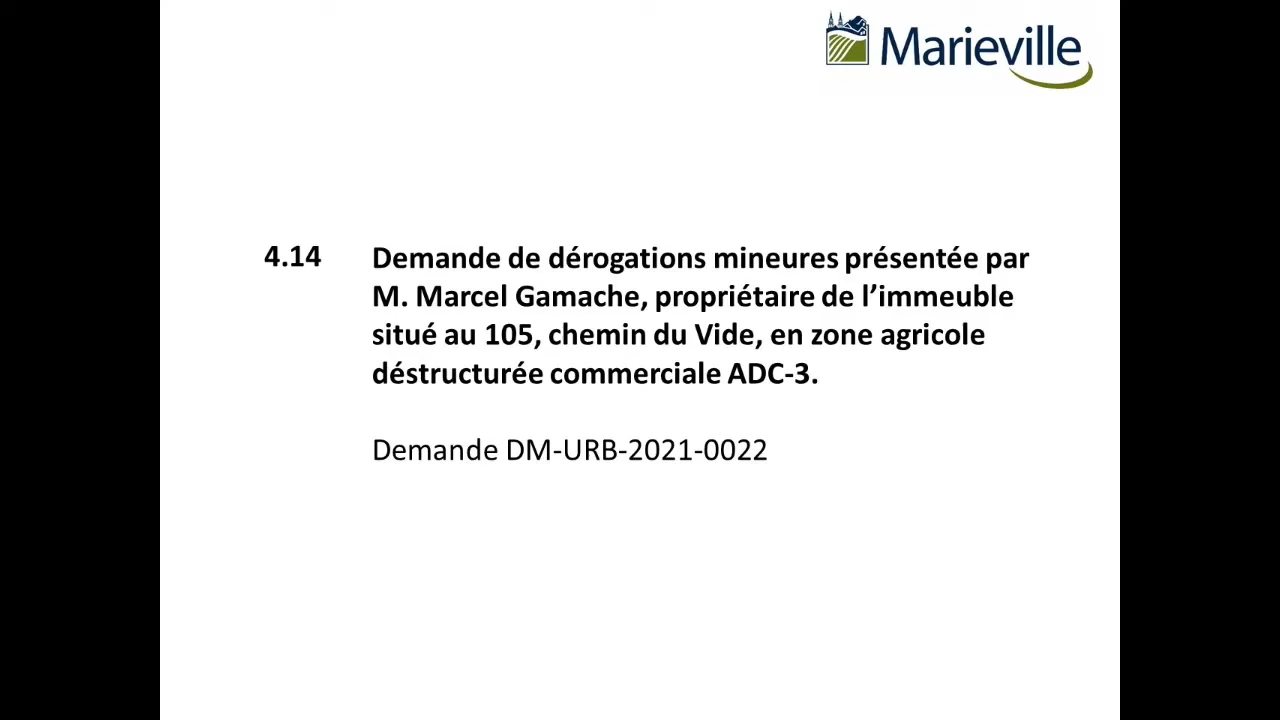 Marieville
4.14 Demande de dérogations mineures présentée par
M. Marcel Gamache, propriétaire de l’immeuble
situé au 105, chemin du Vide, en zone agricole
déstructurée commerciale ADC-3.
Demande DM-URB-2021-0022